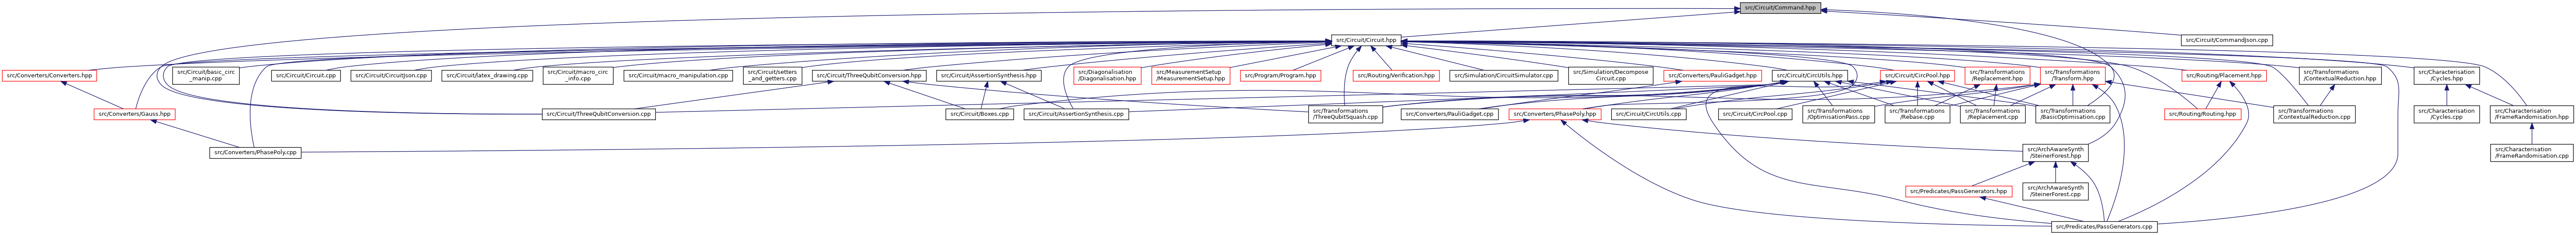 src/Circuit/Command.hpp
src/Circuit/Circuit.hpp
src/Circuit/CommandJson.cpp
src/Converters/Converters.hpp
src/Circuit/basic_circ
_manip.cpp
src/Circuit/Circuit.cpp
src/Circuit/CircuitJson.cpp
src/Circuit/latex_drawing.cpp
src/Circuit/macro_circ
_info.cpp
src/Circuit/macro_manipulation.cpp
src/Circuit/setters
_and_getters.cpp
src/Circuit/ThreeQubitConversion.hpp
src/Circuit/AssertionSynthesis.hpp
src/Diagonalisation
/Diagonalisation.hpp
src/MeasurementSetup
/MeasurementSetup.hpp
src/Program/Program.hpp
src/Routing/Verification.hpp
src/Simulation/CircuitSimulator.cpp
src/Simulation/Decompose
Circuit.cpp
src/Converters/PauliGadget.hpp
src/Circuit/CircUtils.hpp
src/Circuit/CircPool.hpp
src/Transformations
/Replacement.hpp
src/Transformations
/Transform.hpp
src/Routing/Placement.hpp
src/Transformations
/ContextualReduction.hpp
src/Characterisation
/Cycles.hpp
src/Converters/Gauss.hpp
src/Circuit/ThreeQubitConversion.cpp
src/Circuit/Boxes.cpp
src/Circuit/AssertionSynthesis.cpp
src/Transformations
/ThreeQubitSquash.cpp
src/Converters/PauliGadget.cpp
src/Converters/PhasePoly.hpp
src/Circuit/CircUtils.cpp
src/Circuit/CircPool.cpp
src/Transformations
/OptimisationPass.cpp
src/Transformations
/Rebase.cpp
src/Transformations
/Replacement.cpp
src/Transformations
/BasicOptimisation.cpp
src/Routing/Routing.hpp
src/Transformations
/ContextualReduction.cpp
src/Characterisation
/Cycles.cpp
src/Characterisation
/FrameRandomisation.hpp
src/Converters/PhasePoly.cpp
src/ArchAwareSynth
/SteinerForest.hpp
src/Characterisation
/FrameRandomisation.cpp
src/Predicates/PassGenerators.hpp
src/ArchAwareSynth
/SteinerForest.cpp
src/Predicates/PassGenerators.cpp